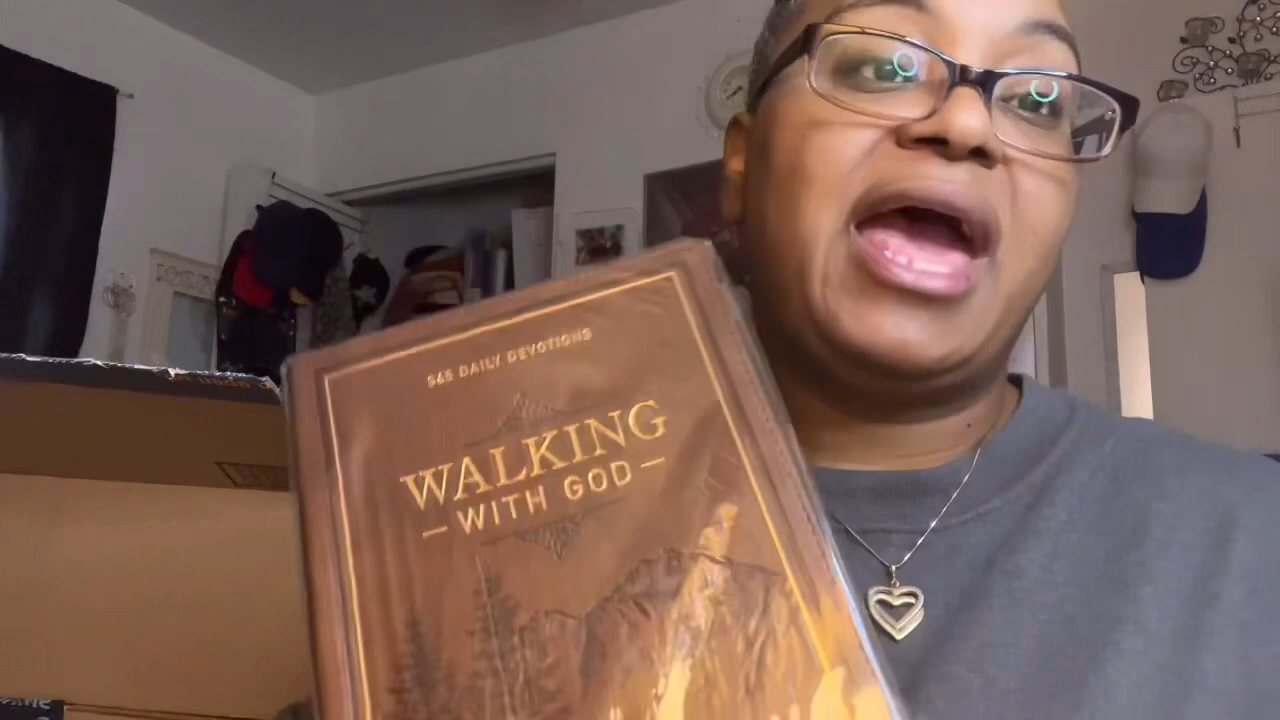 365 DAILY DEVOTIONS
WALKING
— WITH GOD —